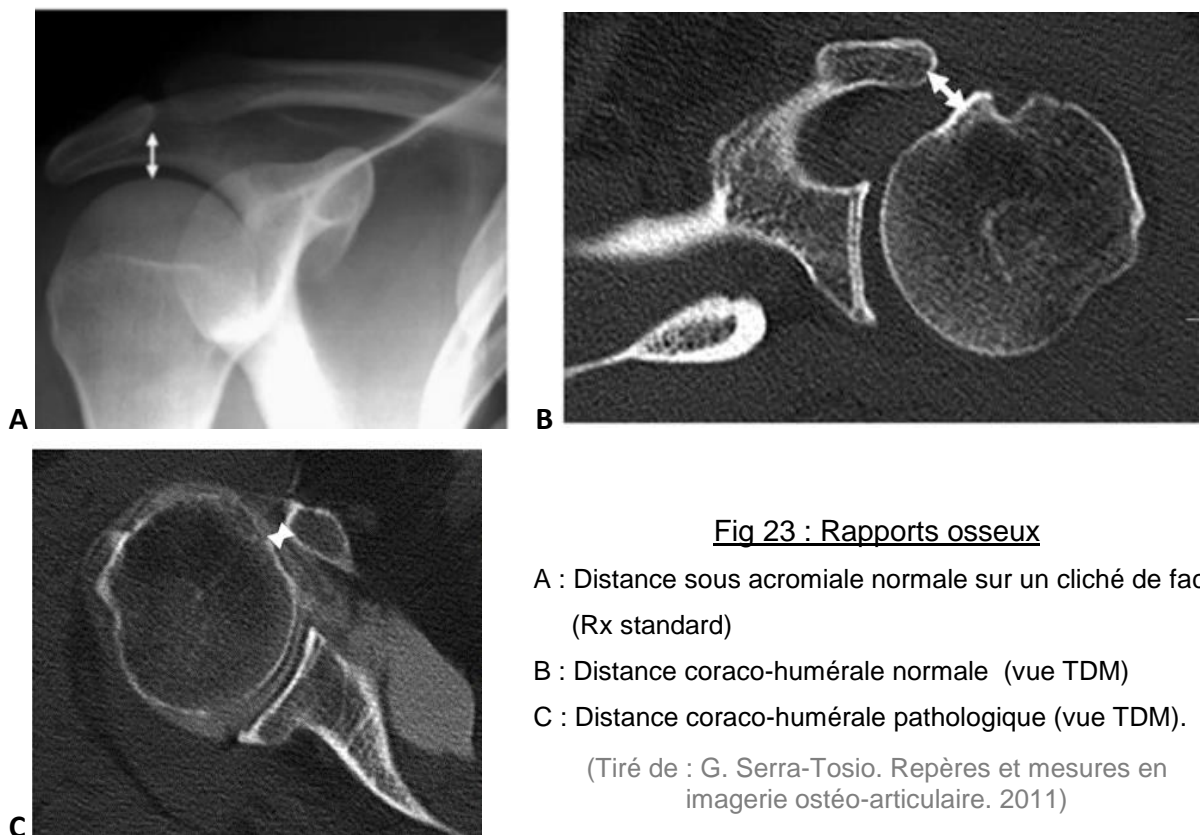 A
B
C
Fig 23 : Rapports osseux
A : Distance sous acromiale normale sur un cliché de fac
(Rx standard)
B : Distance coraco-humérale normale (vue TDM)
C : Distance coraco-humérale pathologique (vue TDM).
(Tiré de : G. Serra-Tosio. Repères et mesures en
imagerie ostéo-articulaire. 2011)